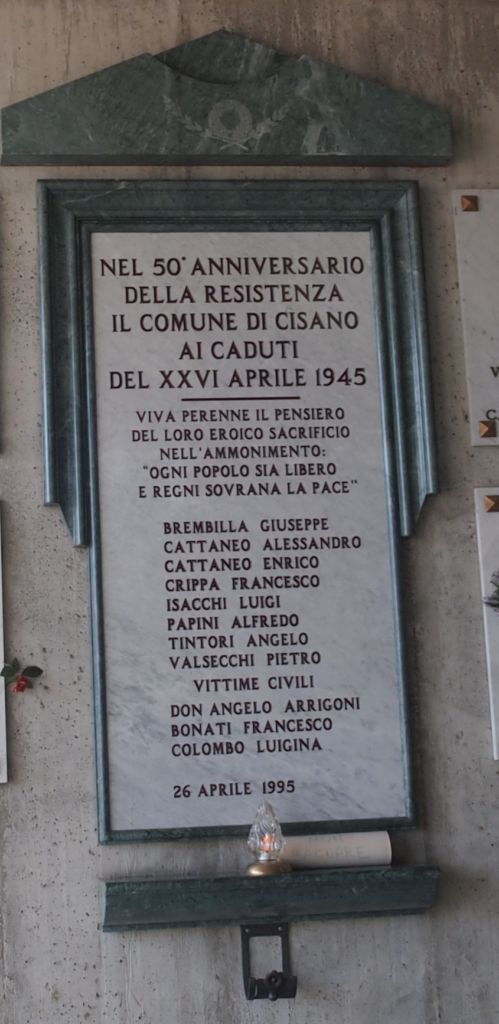 NEL 50° ANNIVERSARIO
DELLA RESISTENZA
IL COMUNE DI CISANO
AI CADUTI
DEL XXVI APRILE 1945
VIVA PERENNE IL PENSIERO
DEL LORO EROICO SACRIFICIO
NELL'AMMONIMENTO:
"OGNI POPOLO SIA LIBERO
E REGNI SOVRANA LA PACE"
BREMBILLA GIUSEPPE
CATTANEO ALESSANDRO
CATTANEO ENRICO
CRIPPA FRANCESCO
ISACCHI LUIGI
PAPINI ALFREDO
TINTORI ANGELO
VALSECCHI PIETRO
VITTIME CIVILI
DON ANGELO ARRIGONI
BONATI FRANCESCO
COLOMBO LUIGINA
26 APRILE 1995